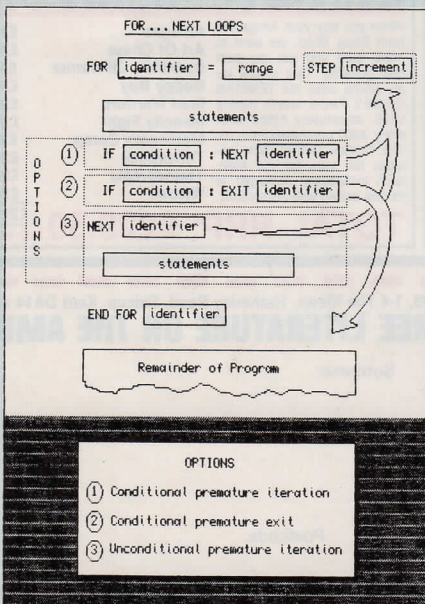 FOR...NEXT LOOPS
FOR identifier = range STEP increment
statements
OPTIONS
1 IF condition : NEXT identifier
2 IF condition : EXIT identifier
3 NEXT identifier
statements
END FOR identifier
Remainder of Program
OPTIONS
1 Conditional premature iteration
2 Conditional premature exit
3 Unconditional premature iteration